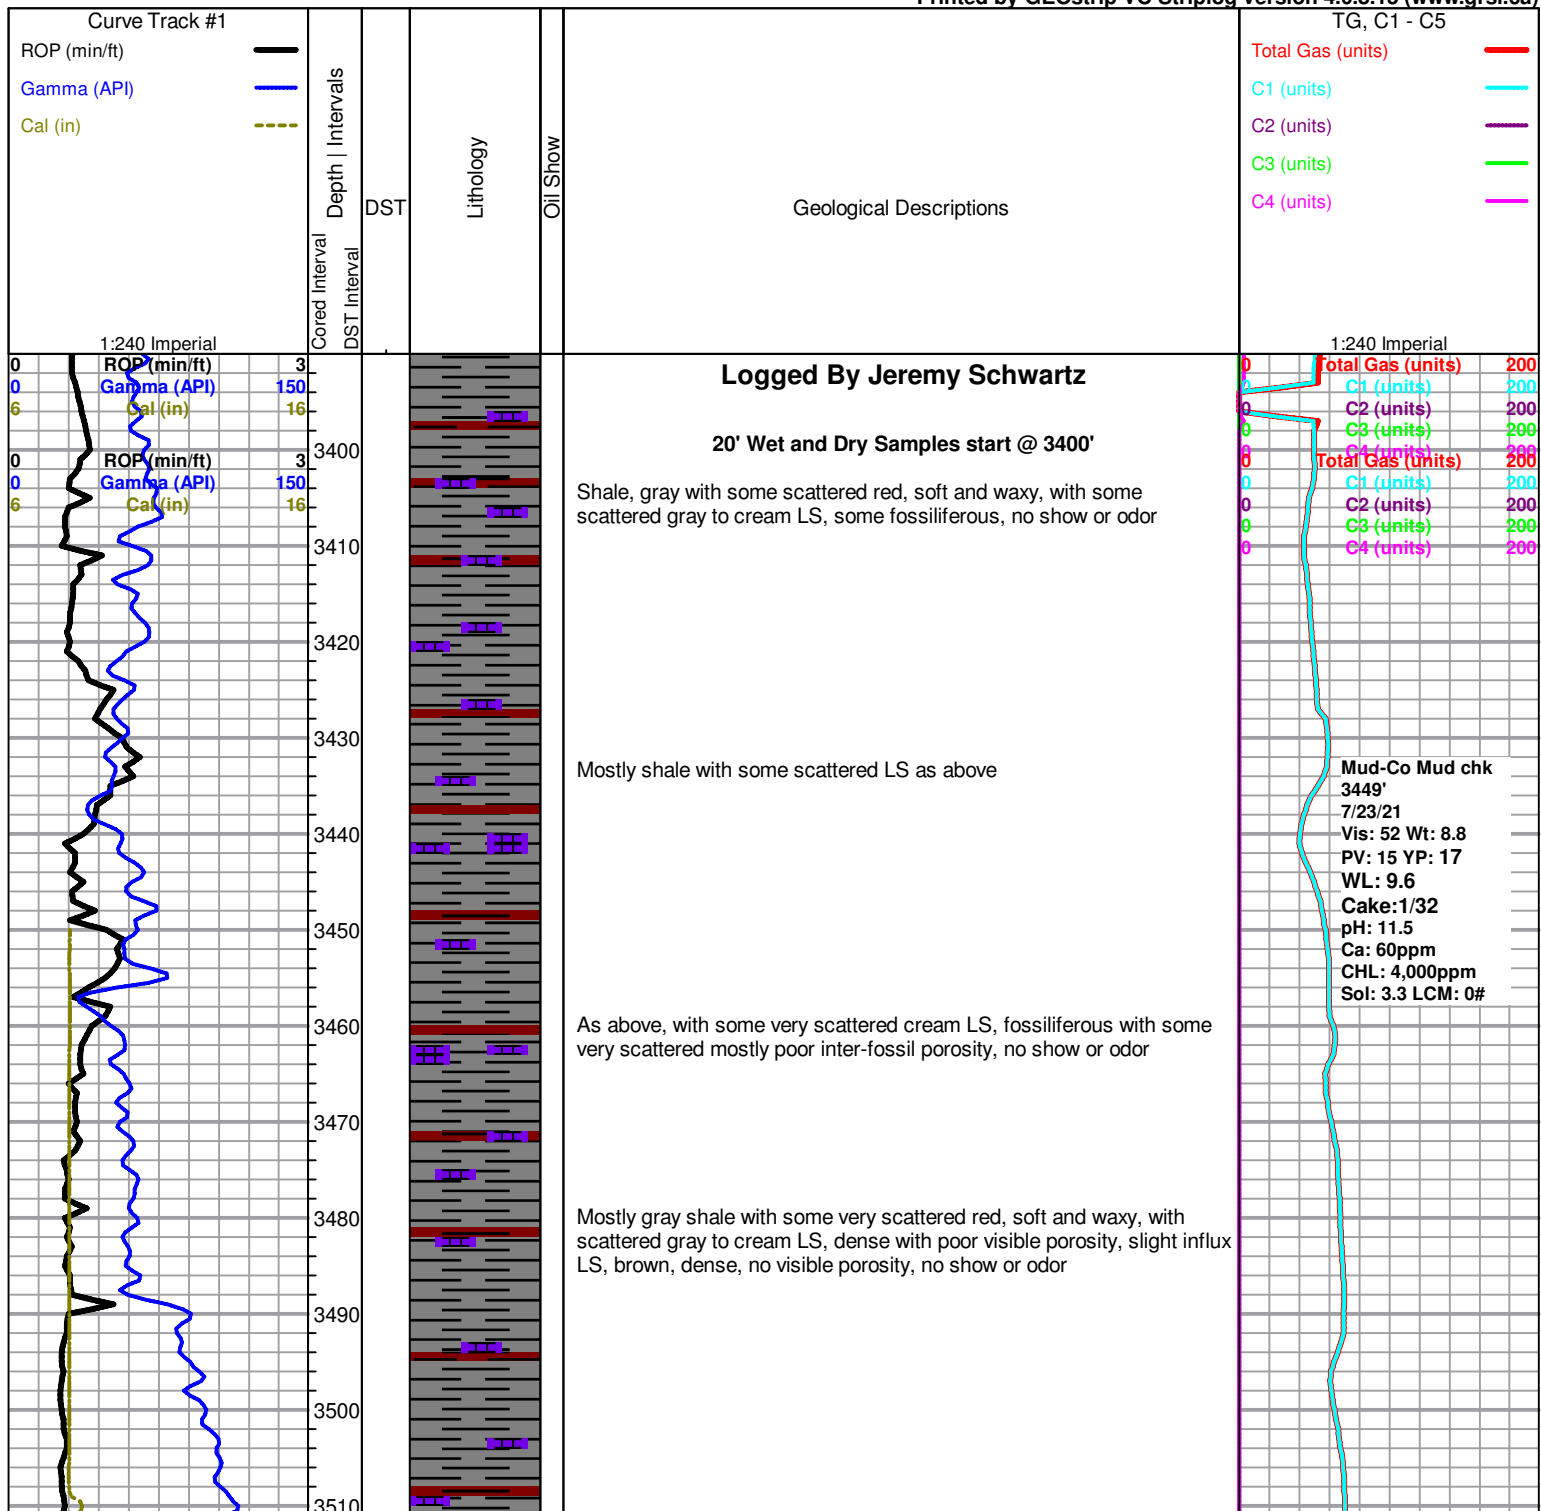 Curve Track #1
ROP (min/ft)
Gamma (API)
Cal (in)
Depth | Intervals
Cored Interval
DST Interval
DST
Lithology
Oil Show
Geological Descriptions
TG, C1 - C5
Total Gas (units)
C1 (units)
C2 (units)
C3 (units)
C4 (units)
1:240 Imperial
1:240 Imperial
0 ROP (min/ft) 3
0 Gamma (API) 150
6 Cal (in) 16
0 Total Gas (units) 200
0 C1 (units) 200
0 C2 (units) 200
0 C3 (units) 200
0 C4 (units) 200
Logged By Jeremy Schwartz
20' Wet and Dry Samples start @ 3400'
3400
0 ROP (min/ft) 3
0 Gamma (API) 150
6 Cal (in) 16
0 Total Gas (units) 200
0 C1 (units) 200
0 C2 (units) 200
0 C3 (units) 200
0 C4 (units) 200
Shale, gray with some scattered red, soft and waxy, with some
scattered gray to cream LS, some fossiliferous, no show or odor
3410
3420
3430
Mostly shale with some scattered LS as above
Mud-Co Mud chk
3449'
7/23/21
Vis: 52 Wt: 8.8
PV: 15 YP: 17
WL: 9.6
Cake:1/32
pH: 11.5
Ca: 60ppm
CHL: 4,000ppm
Sol: 3.3 LCM: 0#
3440
3450
3460
As above, with some very scattered cream LS, fossiliferous with some
very scattered mostly poor inter-fossil porosity, no show or odor
3470
3480
Mostly gray shale with some very scattered red, soft and waxy, with
scattered gray to cream LS, dense with poor visible porosity, slight influx
LS, brown, dense, no visible porosity, no show or odor
3490
3500
3510